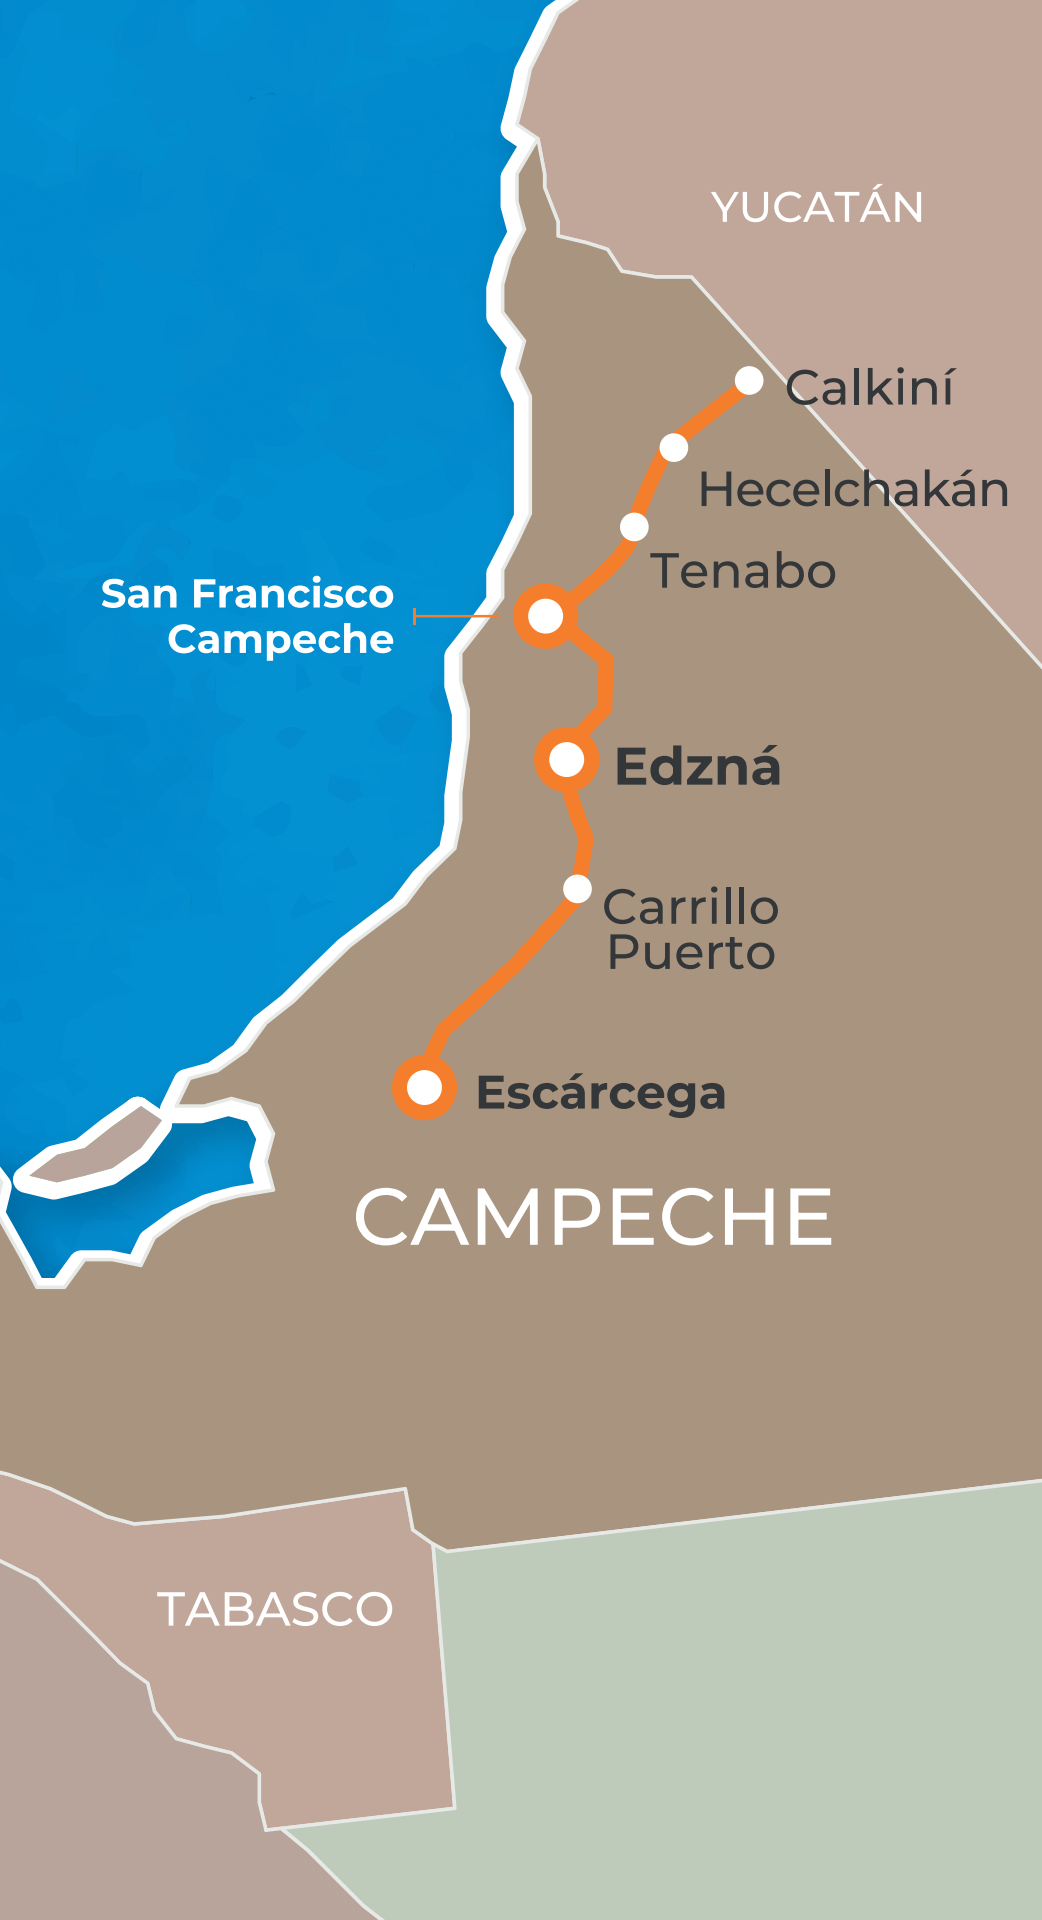 YUCATÁN
Calkiní
Hecelchakán
Tenabo
San Francisco
Campeche
Edzná
Carrillo
Puerto
Escárcega
CAMPECHE
TABASCO